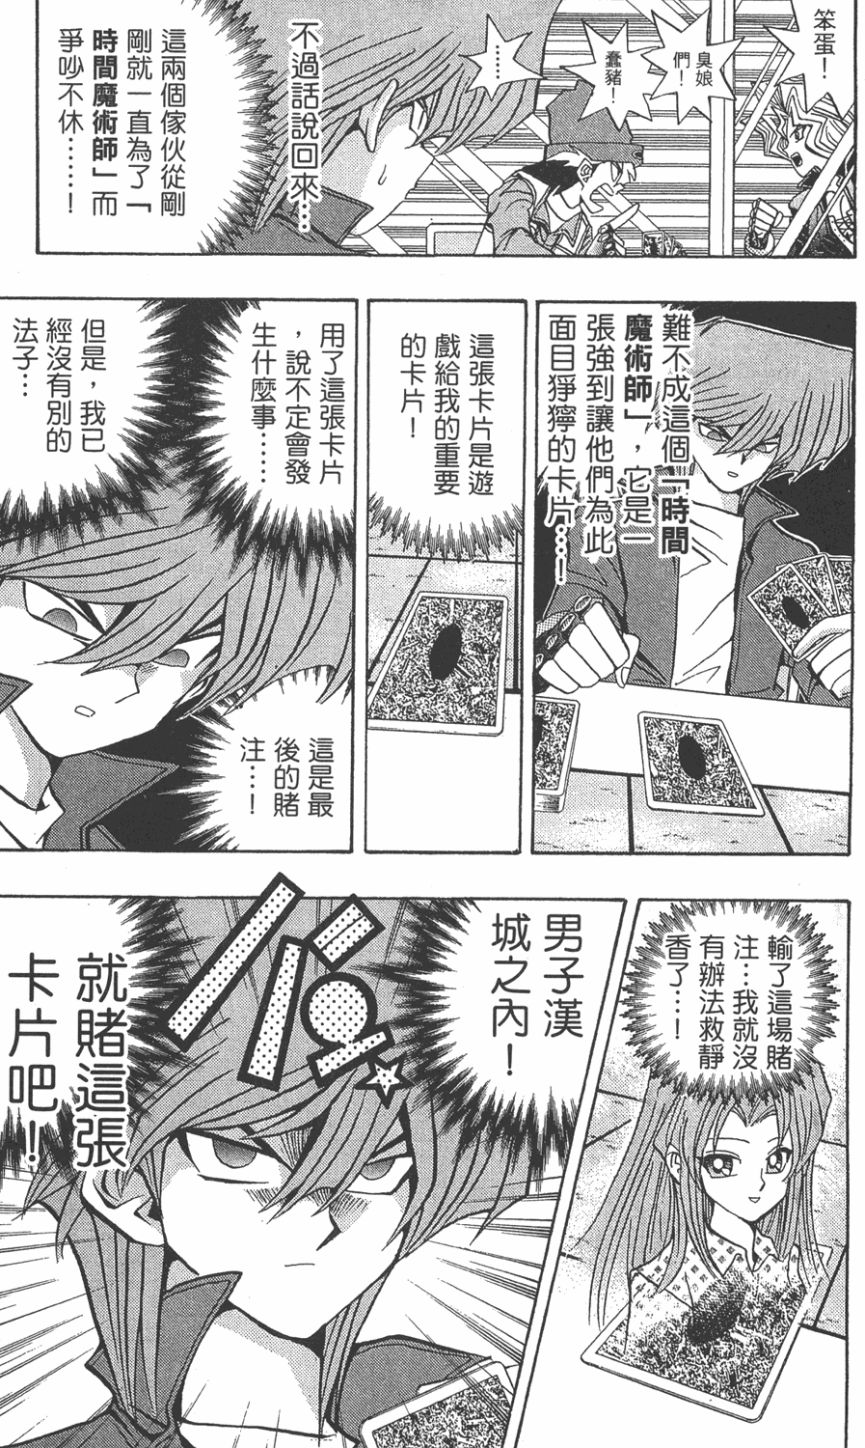 笨蛋！
臭娘
們！
蠢豬！
……
不過話說回來…
這兩個傢伙從剛
剛就一直為了「
時間魔術師」而
爭吵不休……！
難不成這個「時間
魔術師」，它是一
張強到讓他們為此
面目猙獰的卡片…！
這張卡片是遊
戲給我的重要
的卡片！
用了這張卡片
，說不定會發
生什麼事……
但是，我已
經沒有別的
法子…
這是最
後的賭
注…！
輸了這場賭
注…我就沒
有辦法救靜
香了…！
男子漢
城之內！
バン
就賭這張
卡片吧！